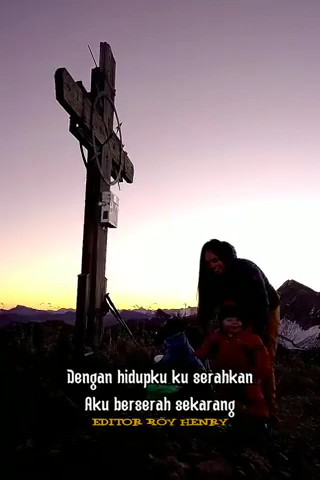 Dengan hidupku ku serahkan
Aku berserah sekarang
EDITOR ROY HENRY